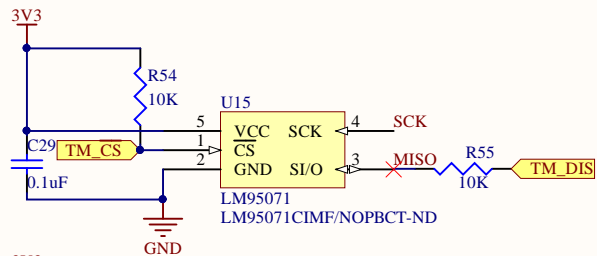 3V3
R54
10K
U15
C29
0.1uF
TM_CS
5
1
2
VCC
CS
GND
SCK
SI/O
4
3
SCK
MISO
R55
10K
TM_DIS
LM95071
LM95071CIMF/NOPBCT-ND
GND